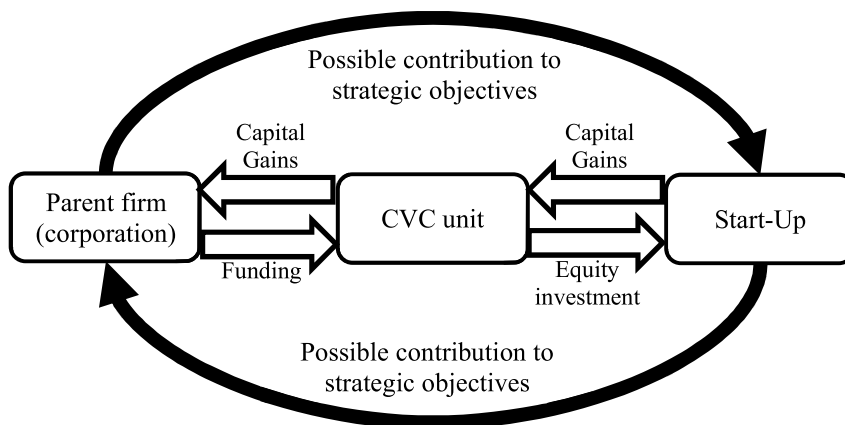 Possible contribution to
strategic objectives
Capital
Gains
Capital
Gains
Parent firm
(corporation)
CVC unit
Start-Up
Funding
Equity
investment
Possible contribution to
strategic objectives